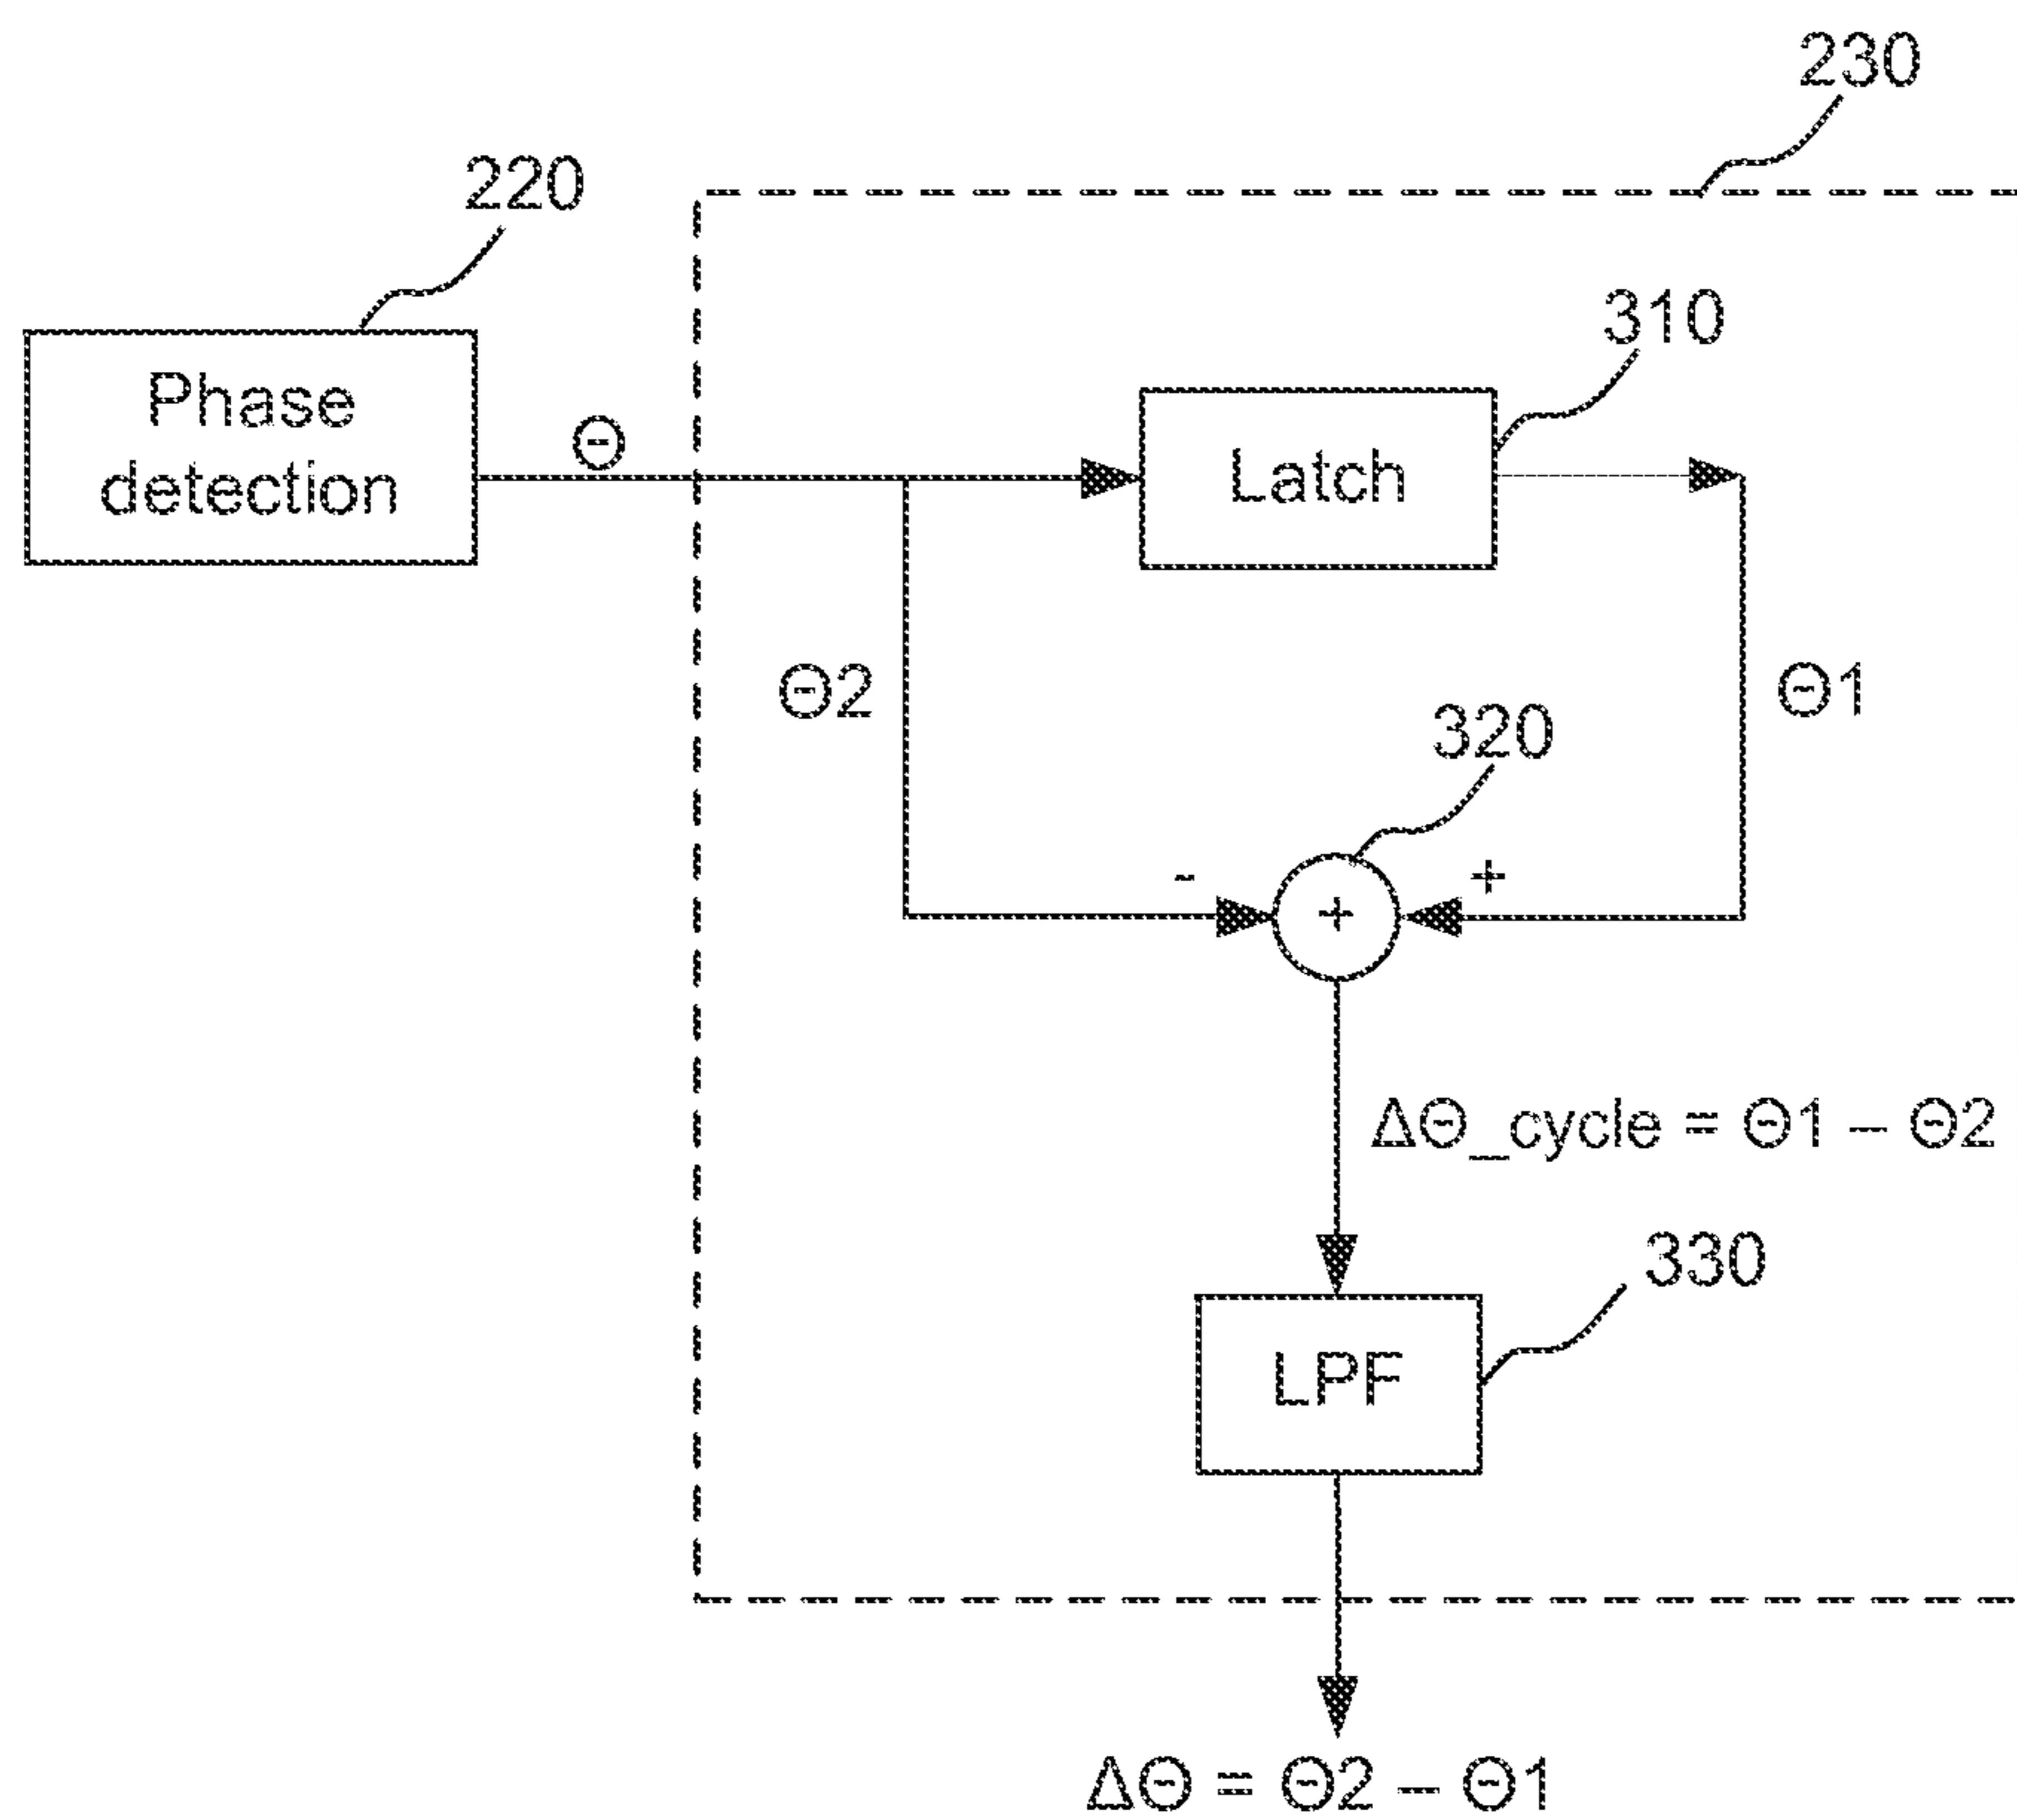 230
220
310
Phase
detection
Θ
Latch
Θ2
Θ1
320
-
+
+
ΔΘ_cycle = Θ1 – Θ2
330
LPF
ΔΘ = Θ2 – Θ1